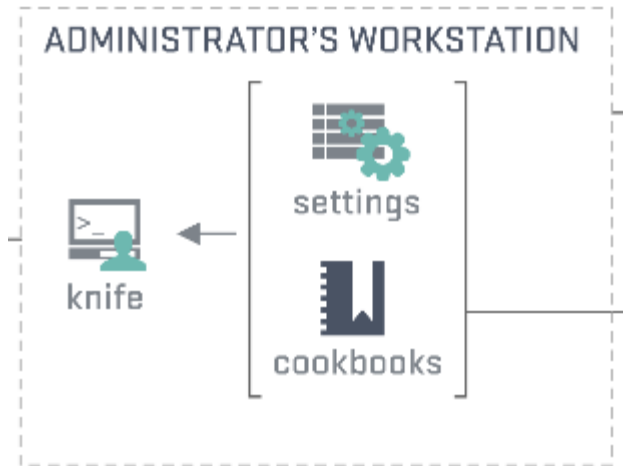 ADMINISTRATOR'S WORKSTATION
settings
>_
knife
cookbooks